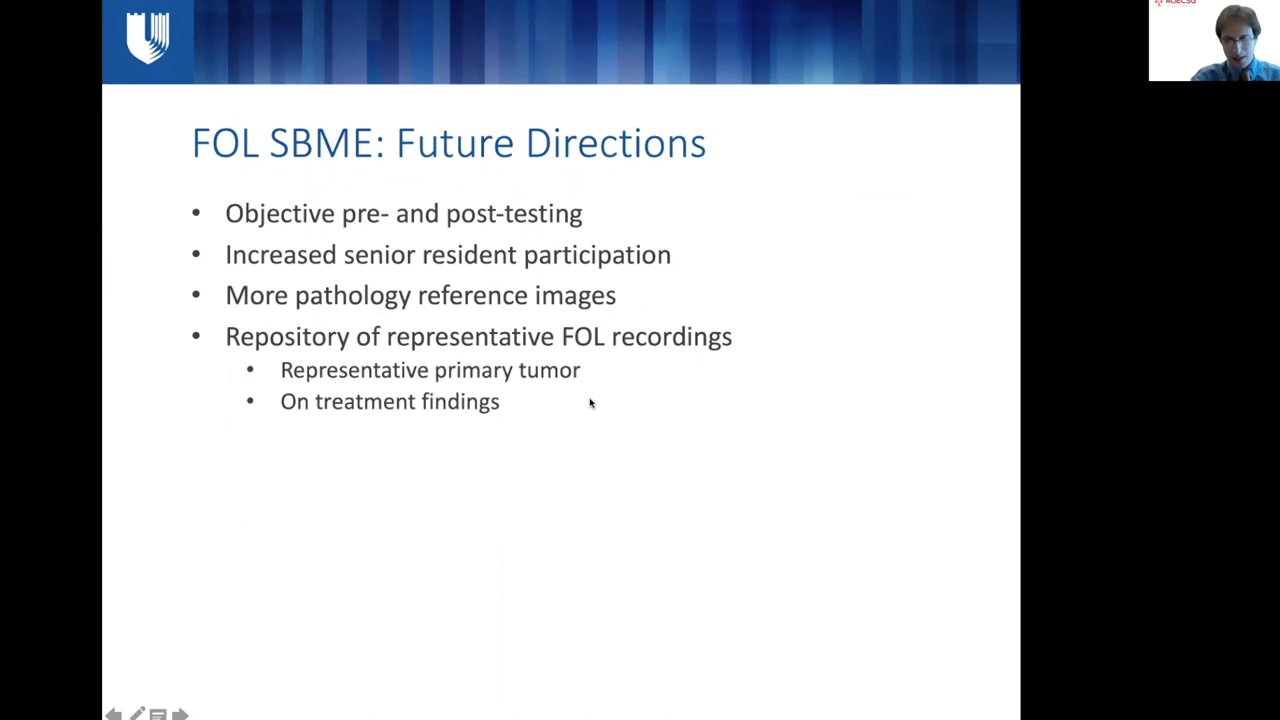 ROECSG
FOL SBME: Future Directions
• Objective pre- and post-testing
• Increased senior resident participation
• More pathology reference images
• Repository of representative FOL recordings
• Representative primary tumor
• On treatment findings